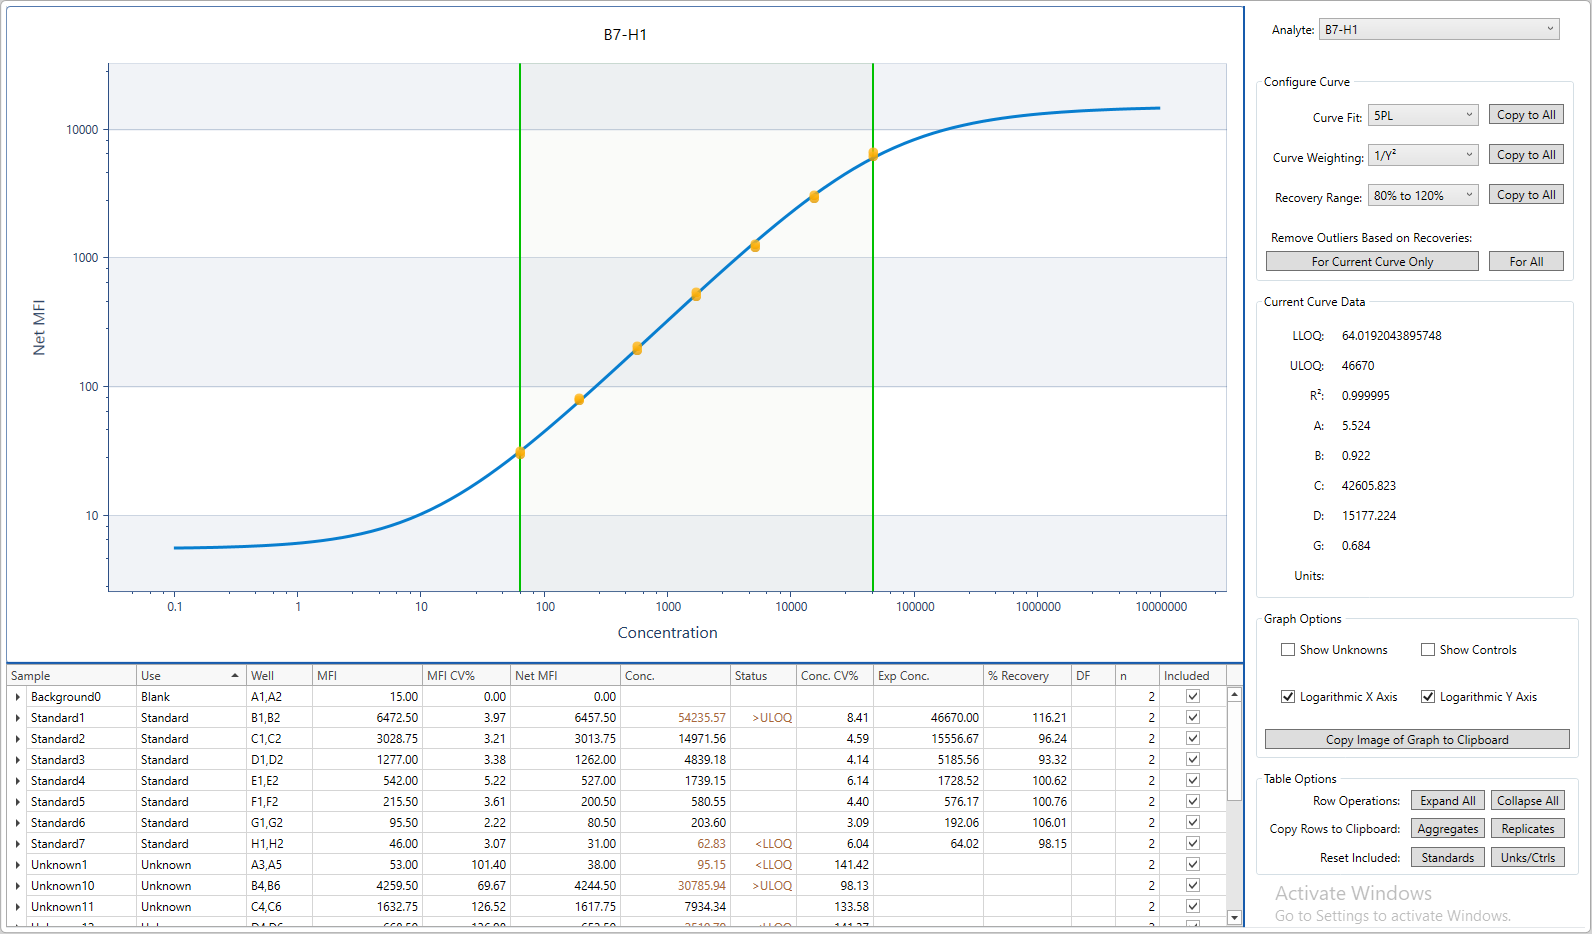 B7-H1
Net MFI
10000
1000
100
10
0.1 1 10 100 1000 10000 100000 1000000 10000000
Concentration
Sample Use Well MFI MFI CV% Net MFI Conc. Status Conc. CV% Exp Conc. % Recovery DF n Included
Background0 Blank A1,A2 15.00 0.00 0.00 2
Standard1 Standard B1,B2 6472.50 3.97 6457.50 54235.57 >ULOQ 8.41 46670.00 116.21 2
Standard2 Standard C1,C2 3028.75 3.21 3013.75 14971.56 4.59 15556.67 96.24 2
Standard3 Standard D1,D2 1277.00 3.38 1262.00 4839.18 4.14 5185.56 93.32 2
Standard4 Standard E1,E2 542.00 5.22 527.00 1739.15 6.14 1728.52 100.62 2
Standard5 Standard F1,F2 215.50 3.61 200.50 580.55 4.40 576.17 100.76 2
Standard6 Standard G1,G2 95.50 2.22 80.50 203.60 3.09 192.06 106.01 2
Standard7 Standard H1,H2 46.00 3.07 31.00 62.83 <LLOQ 6.04 64.02 98.15 2
Unknown1 Unknown A3,A5 53.00 101.40 38.00 95.15 <LLOQ 141.42 2
Unknown10 Unknown B4,B6 4259.50 69.67 4244.50 30785.94 >ULOQ 98.13 2
Unknown11 Unknown C4,C6 1632.75 126.52 1617.75 7934.34 133.58 2
Analyte: B7-H1
Configure Curve
Curve Fit: 5PL Copy to All
Curve Weighting: 1/Y² Copy to All
Recovery Range: 80% to 120% Copy to All
Remove Outliers Based on Recoveries:
For Current Curve Only For All
Current Curve Data
LLOQ: 64.0192043895748
ULOQ: 46670
R²: 0.999995
A: 5.524
B: 0.922
C: 42605.823
D: 15177.224
G: 0.684
Units:
Graph Options
Show Unknowns Show Controls
Logarithmic X Axis Logarithmic Y Axis
Copy Image of Graph to Clipboard
Table Options
Row Operations: Expand All Collapse All
Copy Rows to Clipboard: Aggregates Replicates
Reset Included: Standards Unks/Ctrls
Activate Windows
Go to Settings to activate Windows.